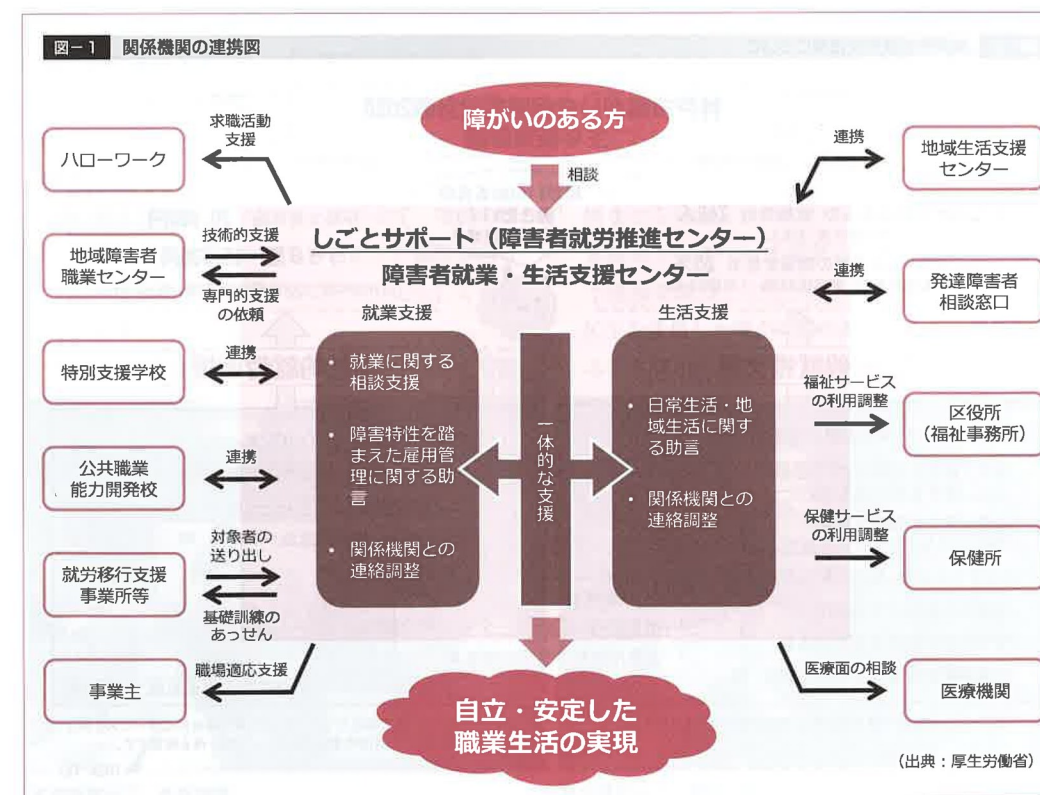 図－1 関係機関の連携図
障がいのある方
相談
求職活動
支援
ハローワーク
技術的支援
地域障害者
職業センター
専門的支援
の依頼
連携
特別支援学校
連携
公共職業
能力開発校
対象者の
送り出し
就労移行支援
事業所等
基礎訓練の
あっせん
職場適応支援
事業主
しごとサポート（障害者就労推進センター）
障害者就業・生活支援センター
就業支援
・ 就業に関する
相談支援
・ 障害特性を踏
まえた雇用管
理に関する助
言
・ 関係機関との
連絡調整
一体的な支援
生活支援
・ 日常生活・地
域生活に関す
る助言
・ 関係機関との
連絡調整
連携
地域生活支援
センター
連携
発達障害者
相談窓口
福祉サービス
の利用調整
区役所
（福祉事務所）
保健サービス
の利用調整
保健所
医療面の相談
医療機関
自立・安定した
職業生活の実現
（出典：厚生労働省）